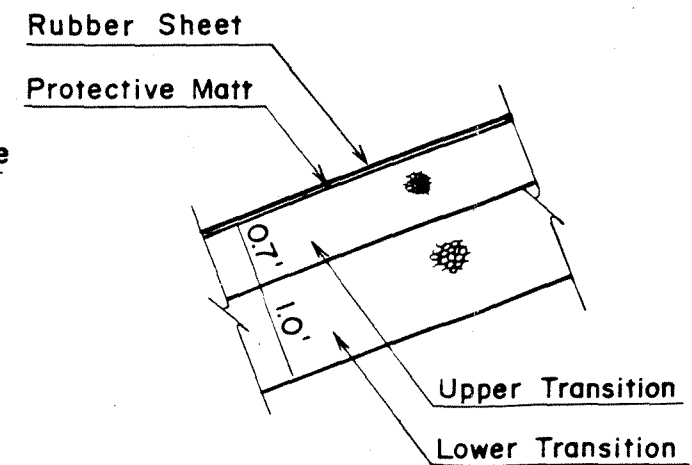 Rubber Sheet
Protective Matt
e
0.7'
1.0'
Upper Transition
Lower Transition